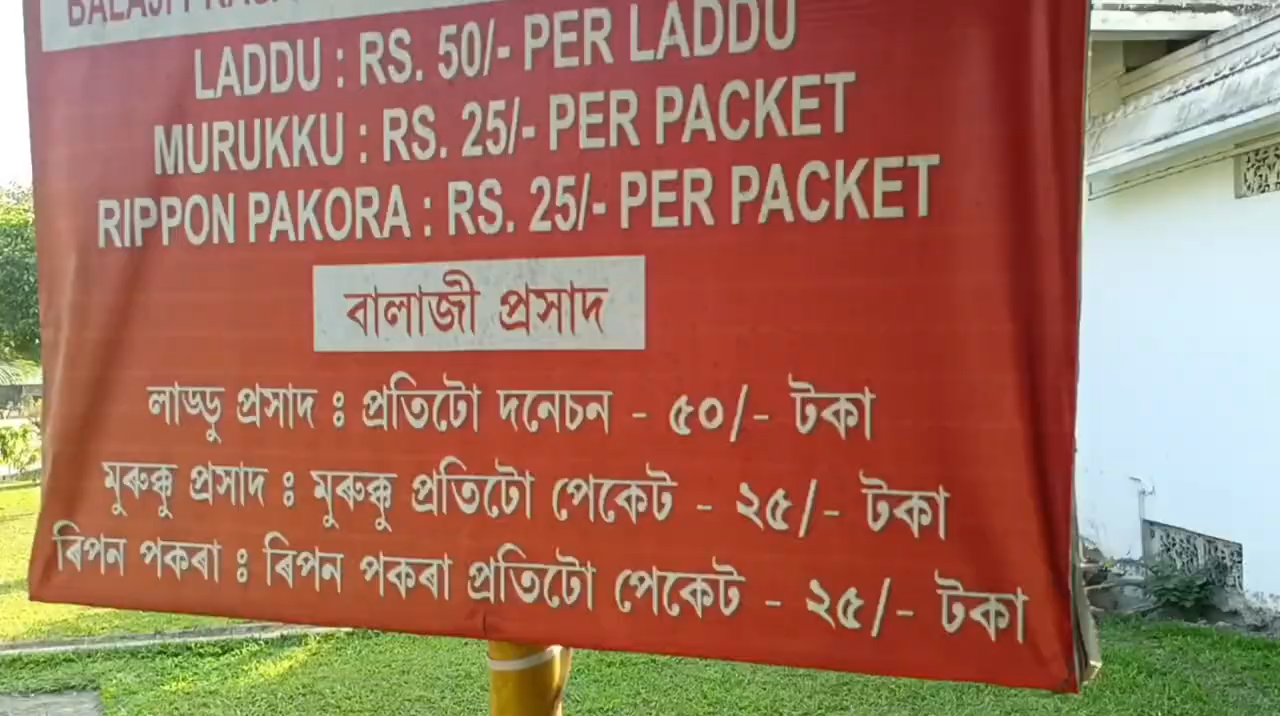 BALAJI
LADDU : RS. 50/- PER LADDU
MURUKKU : RS. 25/- PER PACKET
RIPPON PAKORA : RS. 25/- PER PACKET
বালাজী প্ৰসাদ
লাড্ডু প্ৰসাদ ঃ প্ৰতিটো দনেচন - ৫০/- টকা
মুৰুক্কু প্ৰসাদ ঃ মুৰুক্কু প্ৰতিটো পেকেট - ২৫/- টকা
ৰিপন পকৰা ঃ ৰিপন পকৰা প্ৰতিটো পেকেট - ২৫/- টকা